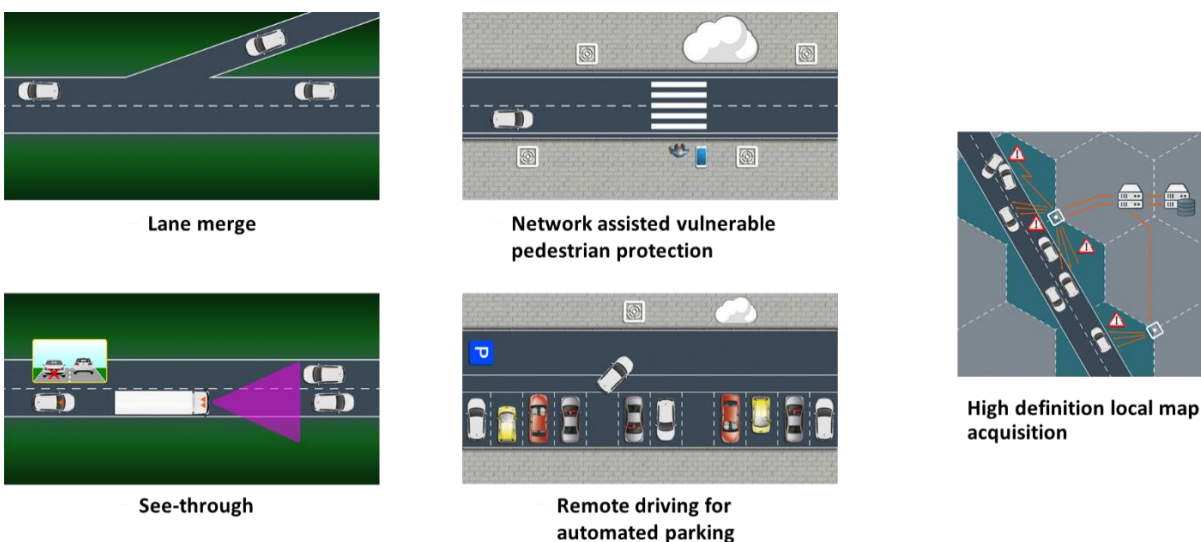 Lane merge
Network assisted vulnerable
pedestrian protection
See-through
P
Remote driving for
automated parking
High definition local map
acquisition